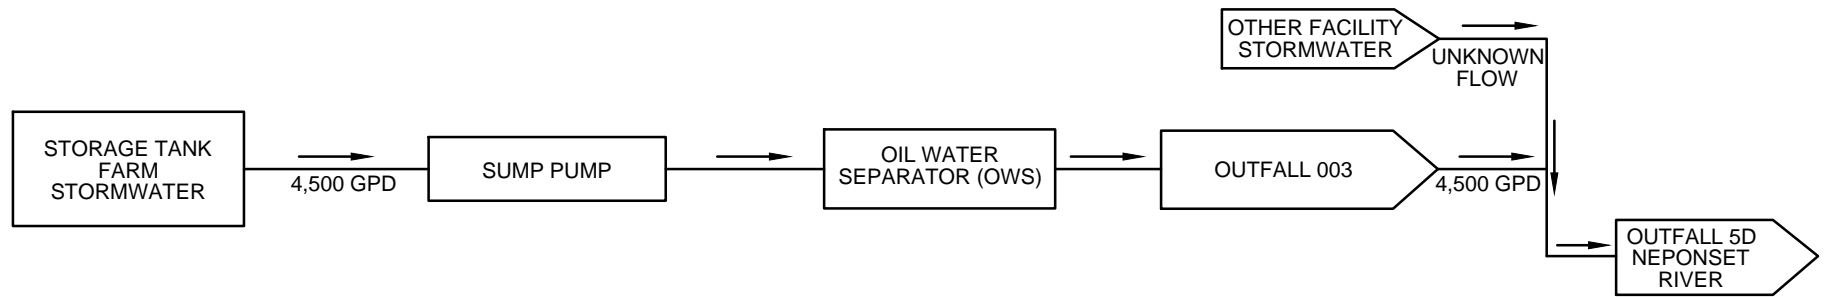 OTHER FACILITY
STORMWATER
UNKNOWN
FLOW
STORAGE TANK
FARM
STORMWATER
4,500 GPD
SUMP PUMP
OIL WATER
SEPARATOR (OWS)
OUTFALL 003
4,500 GPD
OUTFALL 5D
NEPONSET
RIVER